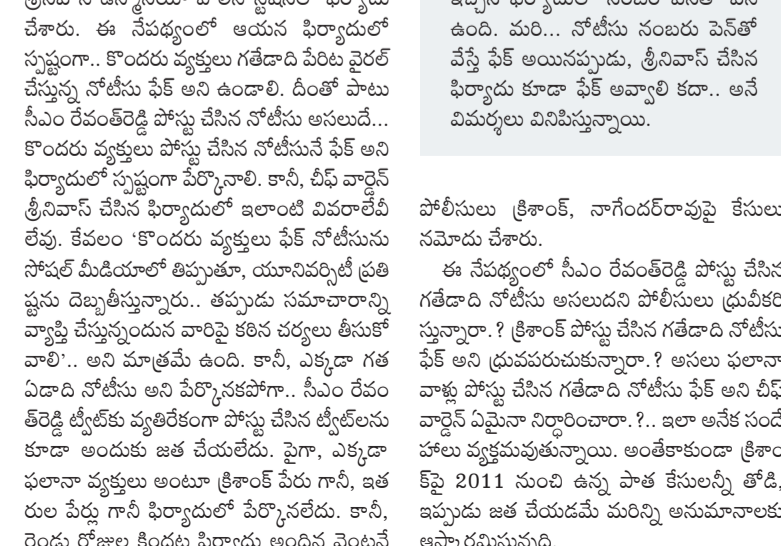 చేశారు. ఈ నేపథ్యంలో ఆయన ఫిర్యాదులో
స్పష్టంగా.. కొందరు వ్యక్తులు గతేడాది పేరిట వైరల్
చేస్తున్న నోటీసు ఫేక్ అని ఉండాలి. దీంతో పాటు
సీఎం రేవంత్‌రెడ్డి పోస్టు చేసిన నోటీసు అసలుదే...
కొందరు వ్యక్తులు పోస్టు చేసిన నోటీసునే ఫేక్ అని
ఫిర్యాదులో స్పష్టంగా పేర్కొనాలి. కానీ, చీఫ్ వార్డెన్
శ్రీనివాస్ చేసిన ఫిర్యాదులో ఇలాంటి వివరాలేవీ
లేవు. కేవలం ‘కొందరు వ్యక్తులు ఫేక్ నోటీసును
సోషల్ మీడియాలో తిప్పుతూ, యూనివర్సిటీ ప్రతి
ష్టను దెబ్బతీస్తున్నారు.. తప్పుడు సమాచారాన్ని
వ్యాప్తి చేస్తున్నందున వారిపై కఠిన చర్యలు తీసుకో
వాలి’.. అని మాత్రమే ఉంది. కానీ, ఎక్కడా గత
ఏడాది నోటీసు అని పేర్కొనకపోగా.. సీఎం రేవం
త్‌రెడ్డి ట్వీట్‌కు వ్యతిరేకంగా పోస్టు చేసిన ట్వీట్‌లను
కూడా అందుకు జత చేయలేదు. పైగా, ఎక్కడా
ఫలానా వ్యక్తులు అంటూ క్రిశాంక్ పేరు గానీ, ఇత
రుల పేర్లు గానీ ఫిర్యాదులో పేర్కొనలేదు. కానీ,
రెండు రోజుల కిందట ఫిర్యాదు అందిన వెంటనే
ఉంది. మరి... నోటీసు నంబరు పెన్‌తో
వేస్తే ఫేక్ అయినప్పుడు, శ్రీనివాస్ చేసిన
ఫిర్యాదు కూడా ఫేక్ అవ్వాలి కదా.. అనే
విమర్శలు వినిపిస్తున్నాయి.
పోలీసులు క్రిశాంక్, నాగేందర్‌రావుపై కేసులు
నమోదు చేశారు.
ఈ నేపథ్యంలో సీఎం రేవంత్‌రెడ్డి పోస్టు చేసిన
గతేడాది నోటీసు అసలుదని పోలీసులు ధ్రువీకరి
స్తున్నారా.? క్రిశాంక్ పోస్టు చేసిన గతేడాది నోటీసు
ఫేక్ అని ధ్రువపరుచుకున్నారా.? అసలు ఫలానా
వాళ్లు పోస్టు చేసిన గతేడాది నోటీసు ఫేక్ అని చీఫ్
వార్డెన్ ఏమైనా నిర్ధారించారా.?.. ఇలా అనేక సందే
హాలు వ్యక్తమవుతున్నాయి. అంతేకాకుండా క్రిశాం
క్‌పై 2011 నుంచి ఉన్న పాత కేసులన్నీ తోడి,
ఇప్పుడు జత చేయడమే మరిన్ని అనుమానాలకు